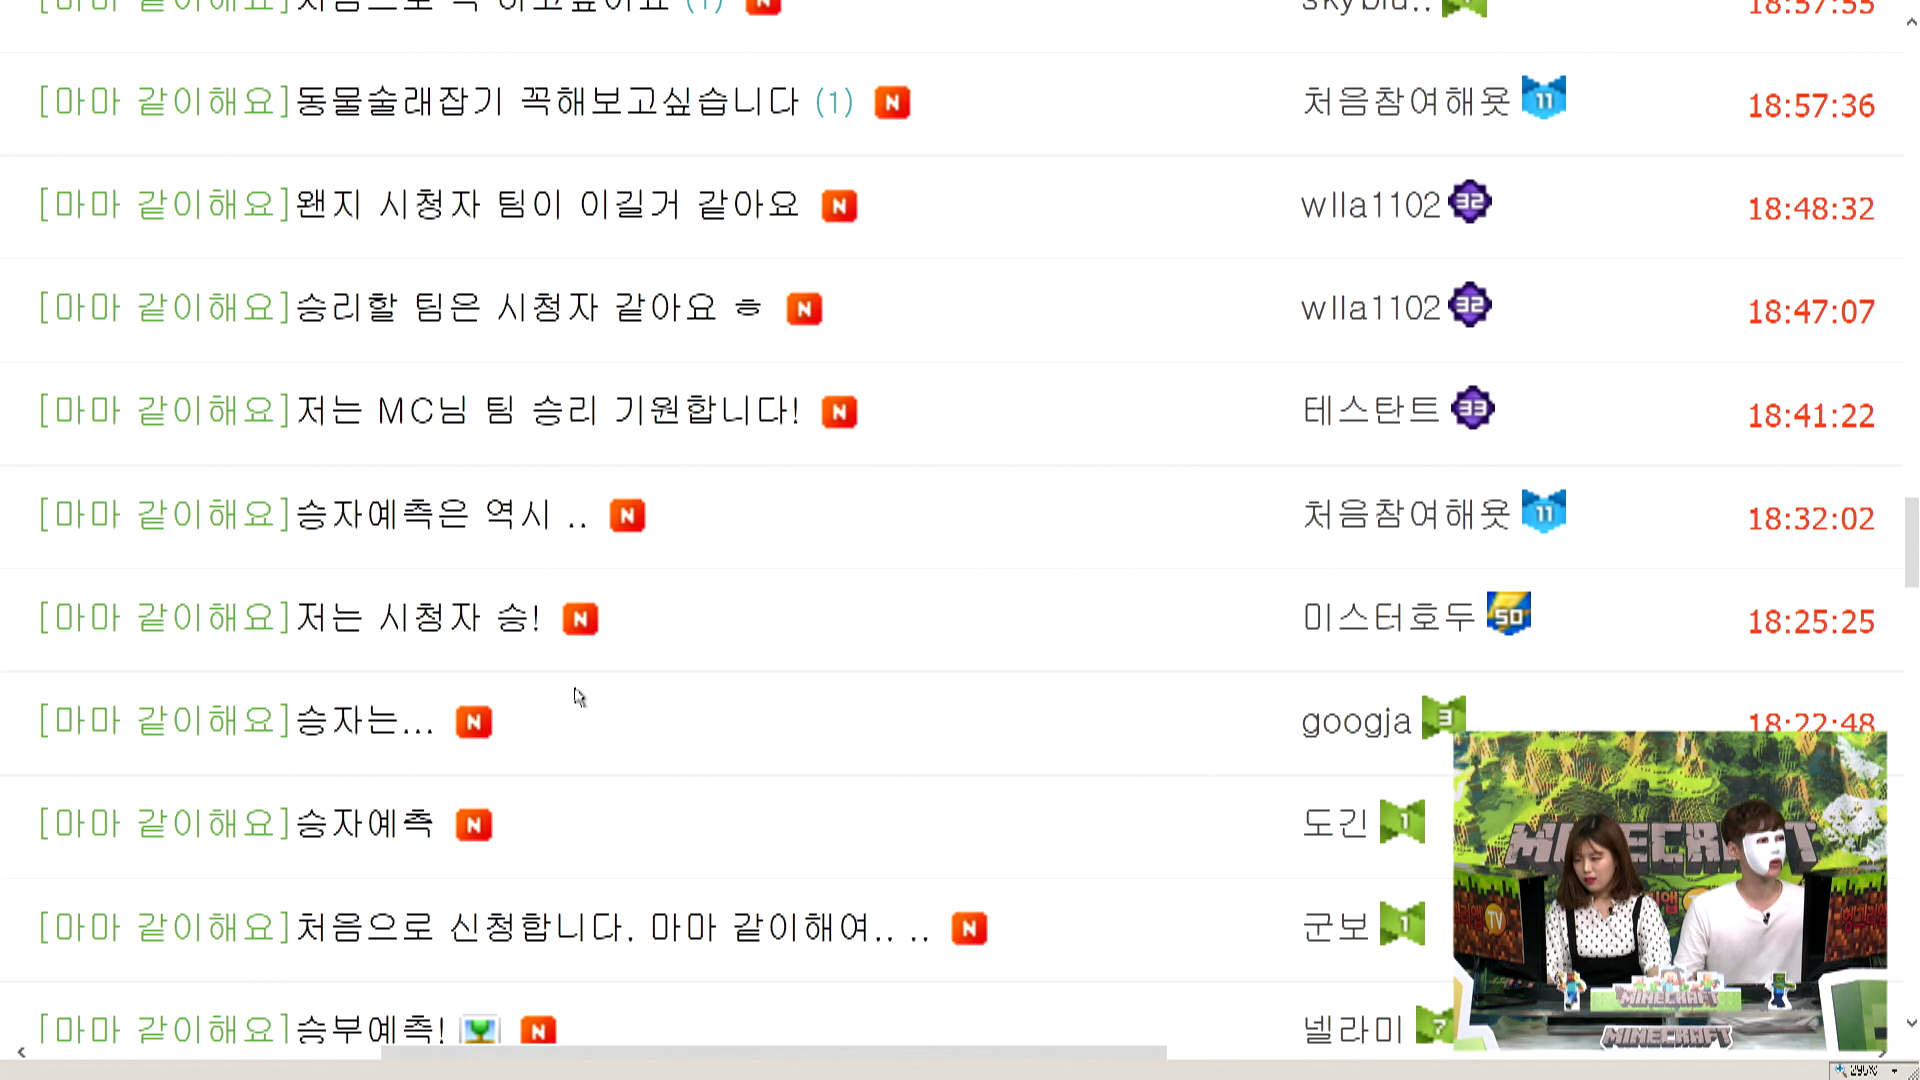 (1) N skyblu.. 18:57:55
[마마 같이해요]동물술래잡기 꼭해보고싶습니다 (1) N 처음참여해욧 11 18:57:36
[마마 같이해요]왠지 시청자 팀이 이길거 같아요 N wlla1102 32 18:48:32
[마마 같이해요]승리할 팀은 시청자 같아요 ㅎ N wlla1102 32 18:47:07
[마마 같이해요]저는 MC님 팀 승리 기원합니다! N 테스탄트 33 18:41:22
[마마 같이해요]승자예측은 역시 .. N 처음참여해욧 11 18:32:02
[마마 같이해요]저는 시청자 승! N 미스터호두 50 18:25:25
[마마 같이해요]승자는... N googja 3 18:22:48
[마마 같이해요]승자예측 N 도긴 1
[마마 같이해요]처음으로 신청합니다. 마마 같이해여.. .. N 군보 1
[마마 같이해요]승부예측! N 넬라미 7
MINECRAFT
TV
MINECRAFT
MINECRAFT